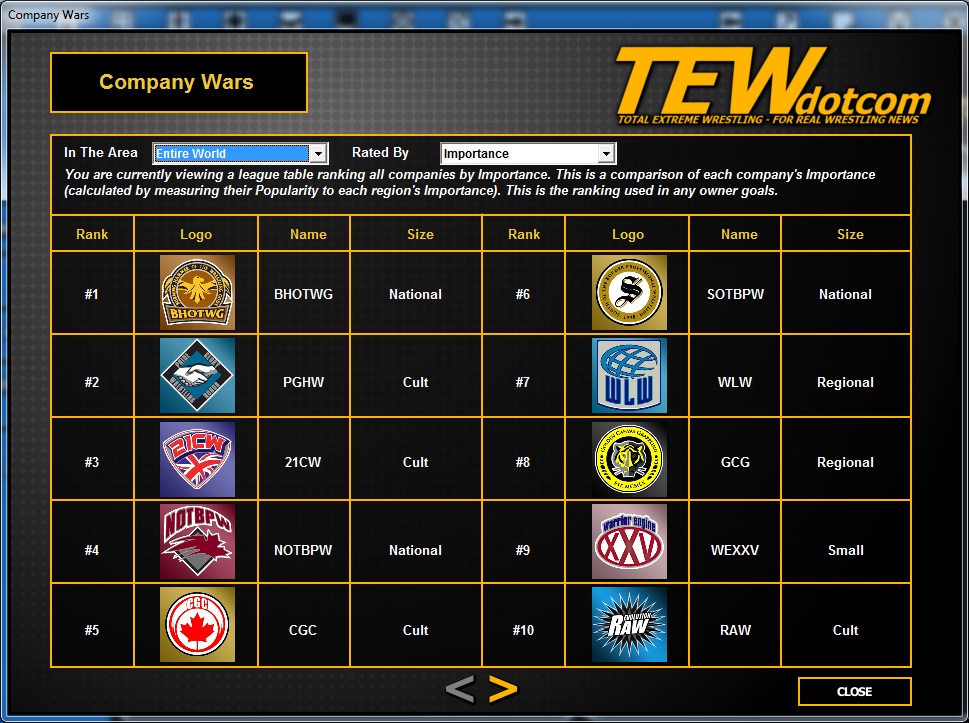 Company Wars
Company Wars
TEWdotcom
TOTAL EXTREME WRESTLING - FOR REAL WRESTLING NEWS
In The Area Entire World Rated By Importance
You are currently viewing a league table ranking all companies by Importance. This is a comparison of each company's Importance
(calculated by measuring their Popularity to each region's Importance). This is the ranking used in any owner goals.
Rank Logo Name Size Rank Logo Name Size
#1 BHOTWG BHOTWG National #6 S SOTBPW National
#2 PGHW Cult #7 WLW WLW Regional
#3 21CW 21CW Cult #8 GCG Regional
#4 NOTBPW NOTBPW National #9 Warrior Engine XXV WEXXV Small
#5 CGC CGC Cult #10 EVOLUTION RAW RAW Cult
< >
CLOSE